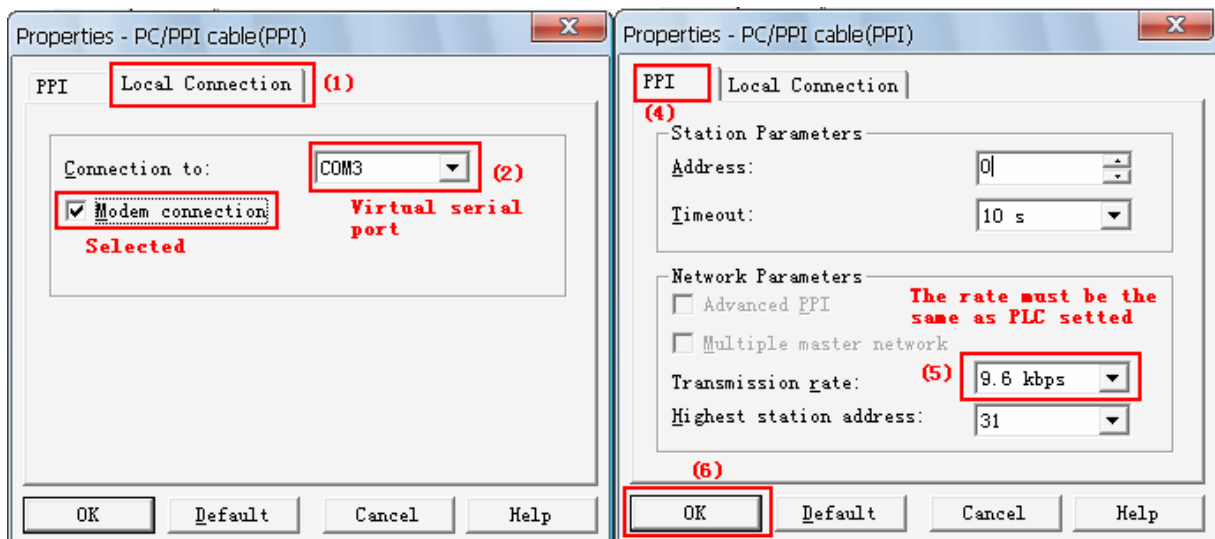 Properties - PC/PPI cable(PPI)
PPI
Local Connection
(1)
Connection to:
COM3
(2)
Modem connection
Virtual serial
port
Selected
OK
Default
Cancel
Help
Properties - PC/PPI cable(PPI)
PPI
Local Connection
(4)
Station Parameters
Address:
0
Timeout:
10 s
Network Parameters
Advanced PPI
The rate must be the
same as PLC setted
Multiple master network
Transmission rate:
(5)
9.6 kbps
Highest station address:
31
(6)
OK
Default
Cancel
Help